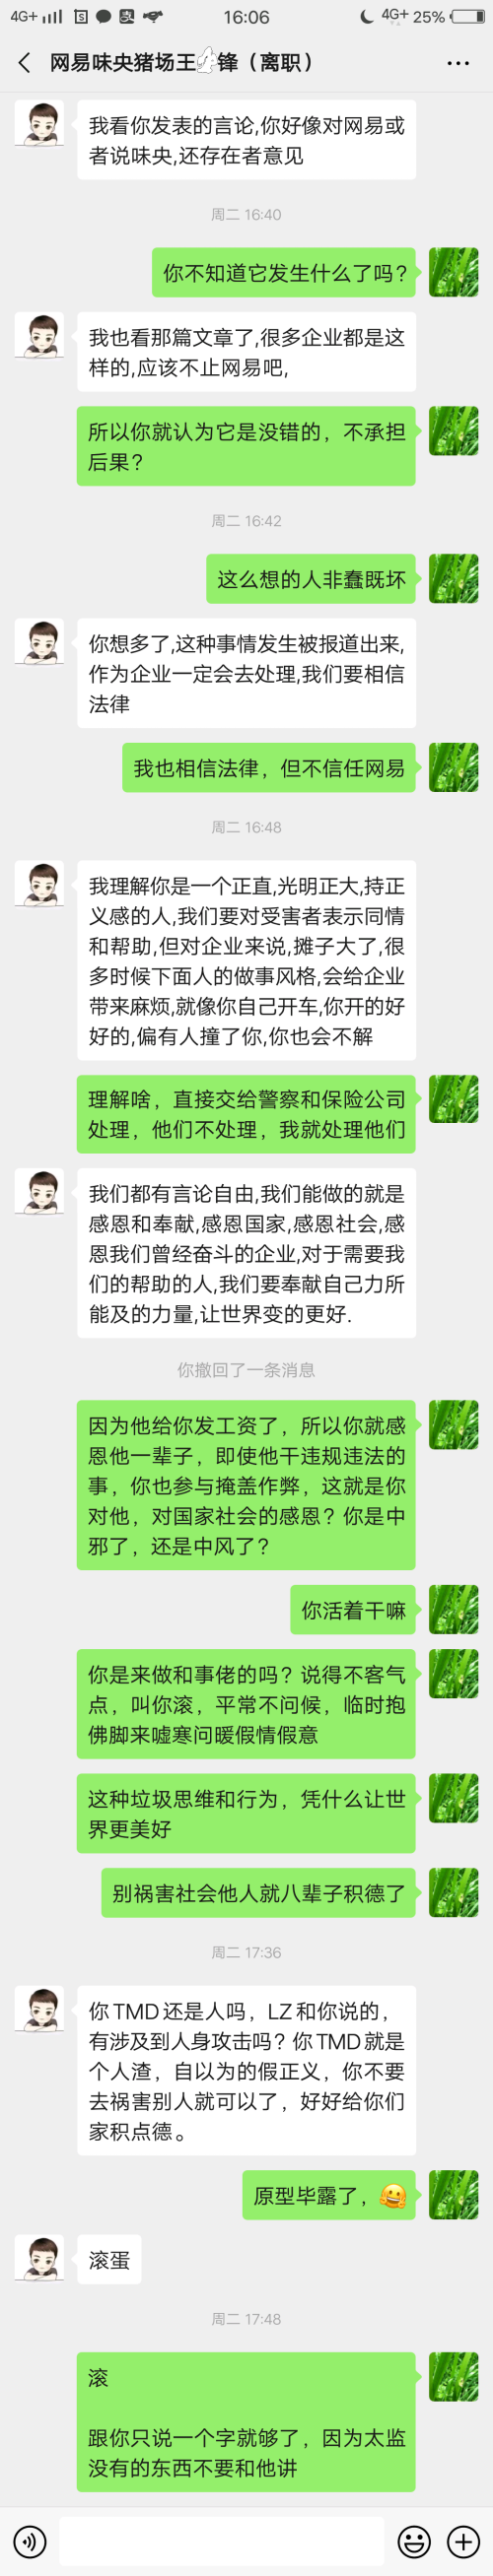 4G+ 16:06 4G+ 25%
网易味央猪场王锋（离职）
我看你发表的言论,你好像对网易或
者说味央,还存在者意见
周二 16:40
你不知道它发生什么了吗?
我也看那篇文章了,很多企业都是这
样的,应该不止网易吧,
所以你就认为它是没错的，不承担
后果?
周二 16:42
这么想的人非蠢既坏
你想多了,这种事情发生被报道出来,
作为企业一定会去处理,我们要相信
法律
我也相信法律，但不信任网易
周二 16:48
我理解你是一个正直,光明正大,持正
义感的人,我们要对受害者表示同情
和帮助,但对企业来说,摊子大了,很
多时候下面人的做事风格,会给企业
带来麻烦,就像你自己开车,你开的好
好的,偏有人撞了你,你也会不解
理解啥，直接交给警察和保险公司
处理，他们不处理，我就处理他们
我们都有言论自由,我们能做的就是
感恩和奉献,感恩国家,感恩社会,感
恩我们曾经奋斗的企业,对于需要我
们的帮助的人,我们要奉献自己力所
能及的力量,让世界变的更好.
你撤回了一条消息
因为他给你发工资了，所以你就感
恩他一辈子，即使他干违规违法的
事，你也参与掩盖作弊，这就是你
对他，对国家社会的感恩？你是中
邪了，还是中风了?
你活着干嘛
你是来做和事佬的吗？说得不客气
点，叫你滚，平常不问候，临时抱
佛脚来嘘寒问暖假情假意
这种垃圾思维和行为，凭什么让世
界更美好
别祸害社会他人就八辈子积德了
周二 17:36
你TMD还是人吗，LZ和你说的，
有涉及到人身攻击吗？你TMD就是
个人渣，自以为的假正义，你不要
去祸害别人就可以了，好好给你们
家积点德。
原型毕露了，🤗
滚蛋
周二 17:48
滚
跟你只说一个字就够了，因为太监
没有的东西不要和他讲